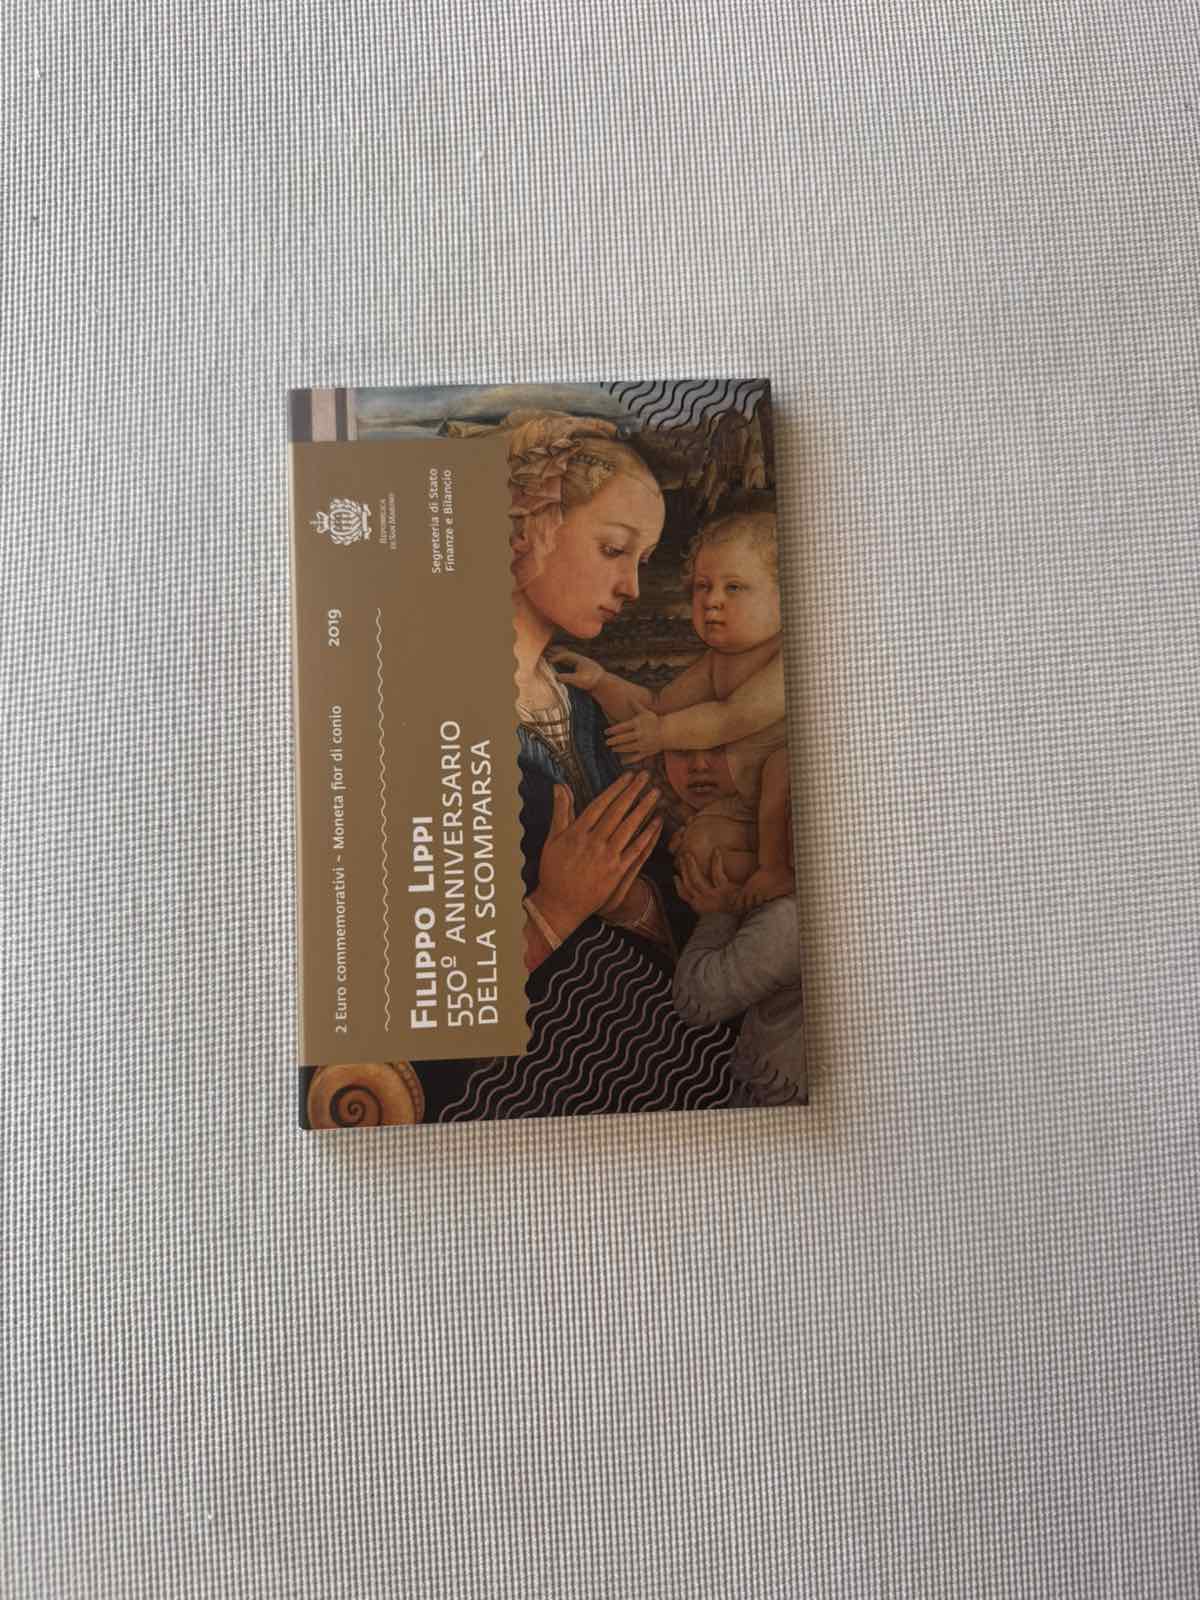 2 Euro commemorativi ~ Moneta fior di conio 2019
REPUBBLICA
DI SAN MARINO
FILIPPO LIPPI
550º ANNIVERSARIO
DELLA SCOMPARSA
Segreteria di Stato
Finanze e Bilancio